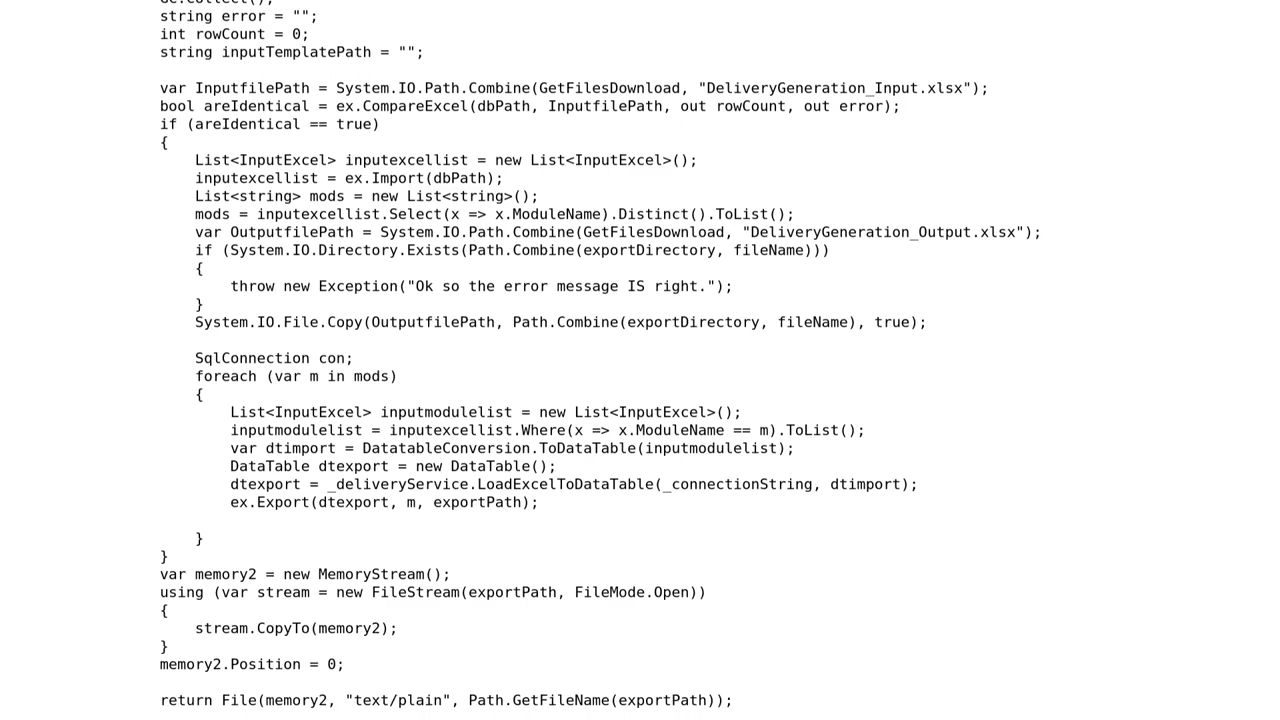 GC.Collect();
string error = "";
int rowCount = 0;
string inputTemplatePath = "";
var InputfilePath = System.IO.Path.Combine(GetFilesDownload, "DeliveryGeneration_Input.xlsx");
bool areIdentical = ex.CompareExcel(dbPath, InputfilePath, out rowCount, out error);
if (areIdentical == true)
{
List<InputExcel> inputexcellist = new List<InputExcel>();
inputexcellist = ex.Import(dbPath);
List<string> mods = new List<string>();
mods = inputexcellist.Select(x => x.ModuleName).Distinct().ToList();
var OutputfilePath = System.IO.Path.Combine(GetFilesDownload, "DeliveryGeneration_Output.xlsx");
if (System.IO.Directory.Exists(Path.Combine(exportDirectory, fileName)))
{
throw new Exception("Ok so the error message IS right.");
}
System.IO.File.Copy(OutputfilePath, Path.Combine(exportDirectory, fileName), true);
SqlConnection con;
foreach (var m in mods)
{
List<InputExcel> inputmodulelist = new List<InputExcel>();
inputmodulelist = inputexcellist.Where(x => x.ModuleName == m).ToList();
var dtimport = DatatableConversion.ToDataTable(inputmodulelist);
DataTable dtexport = new DataTable();
dtexport = _deliveryService.LoadExcelToDataTable(_connectionString, dtimport);
ex.Export(dtexport, m, exportPath);
}
}
var memory2 = new MemoryStream();
using (var stream = new FileStream(exportPath, FileMode.Open))
{
stream.CopyTo(memory2);
}
memory2.Position = 0;
return File(memory2, "text/plain", Path.GetFileName(exportPath));